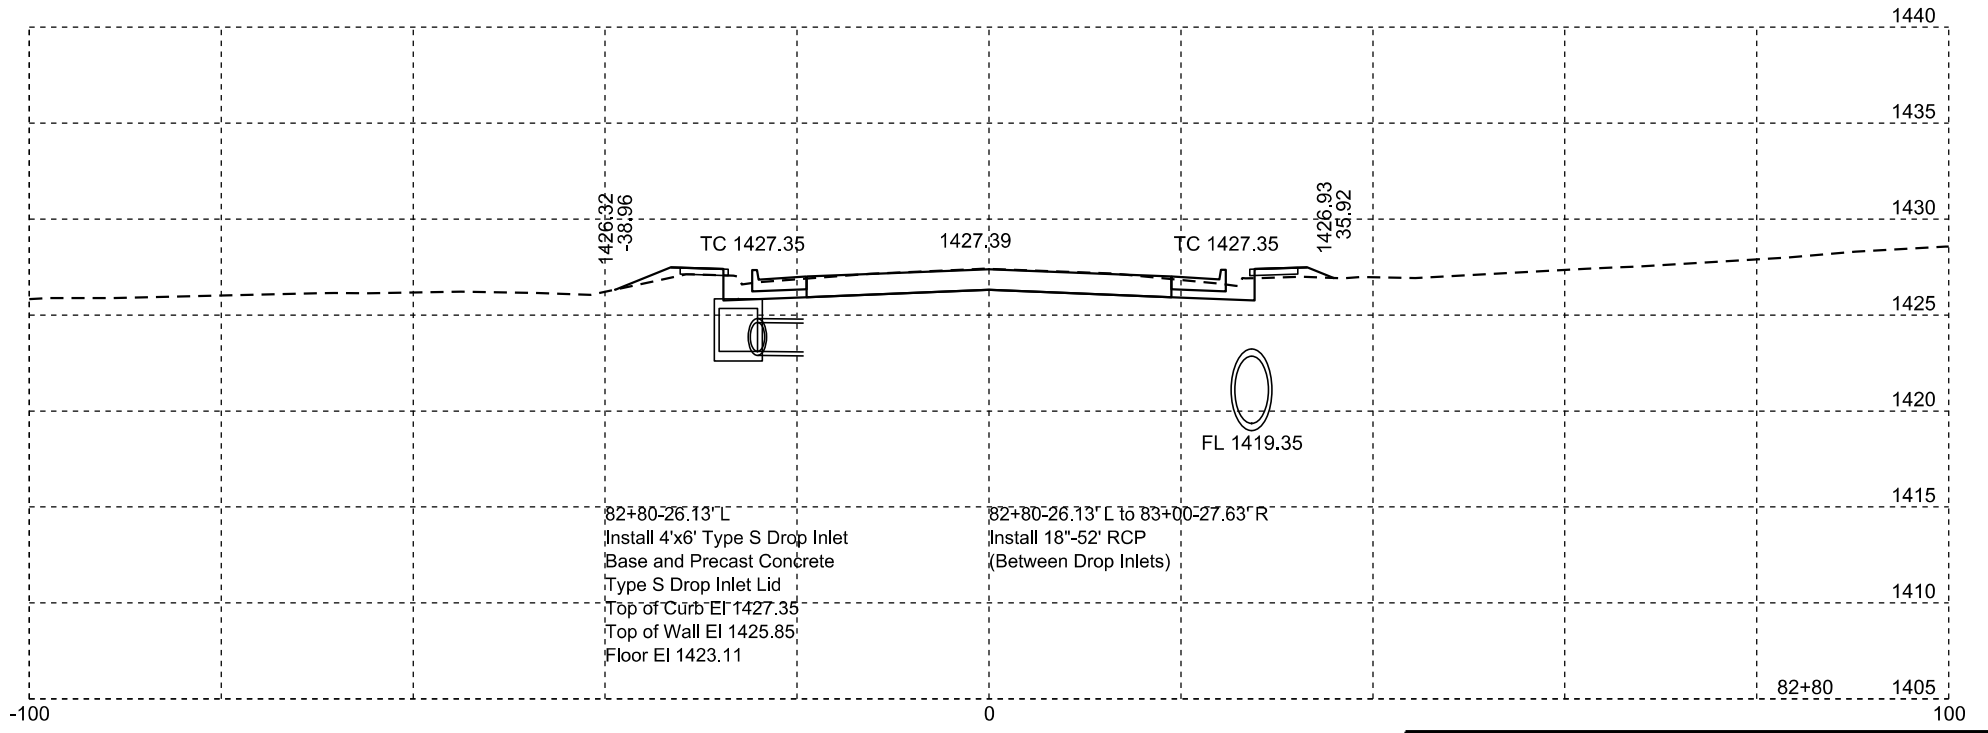 1440
1435
1430
1425
1420
1415
1410
1405
1426.32
-38.96
TC 1427.35
1427.39
TC 1427.35
1426.93
35.92
FL 1419.35
82+80-26.13' L
Install 4'x6' Type S Drop Inlet
Base and Precast Concrete
Type S Drop Inlet Lid
Top of Curb El 1427.35
Top of Wall El 1425.85
Floor El 1423.11
82+80-26.13' L to 83+00-27.63' R
Install 18"-52' RCP
(Between Drop Inlets)
82+80
-100
0
100